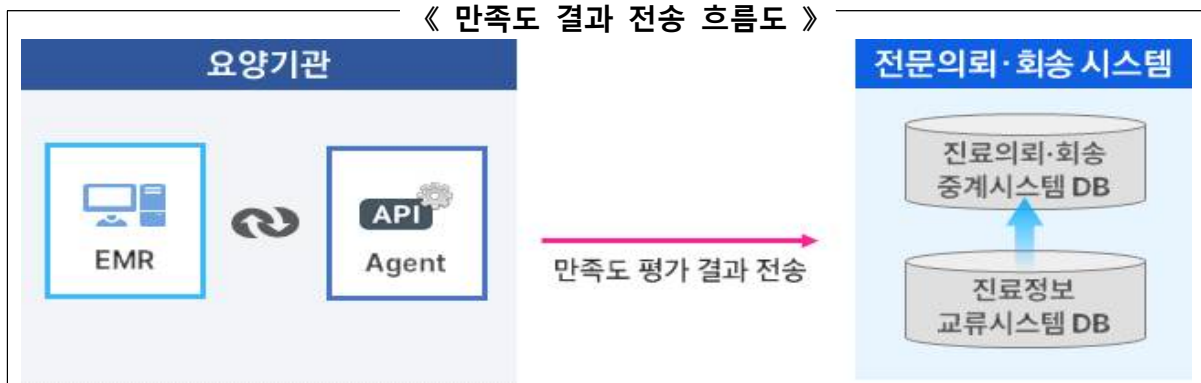 《 만족도 결과 전송 흐름도 》
요양기관
EMR
API
Agent
만족도 평가 결과 전송
전문의뢰·회송 시스템
진료의뢰·회송
중계시스템 DB
진료정보
교류시스템 DB